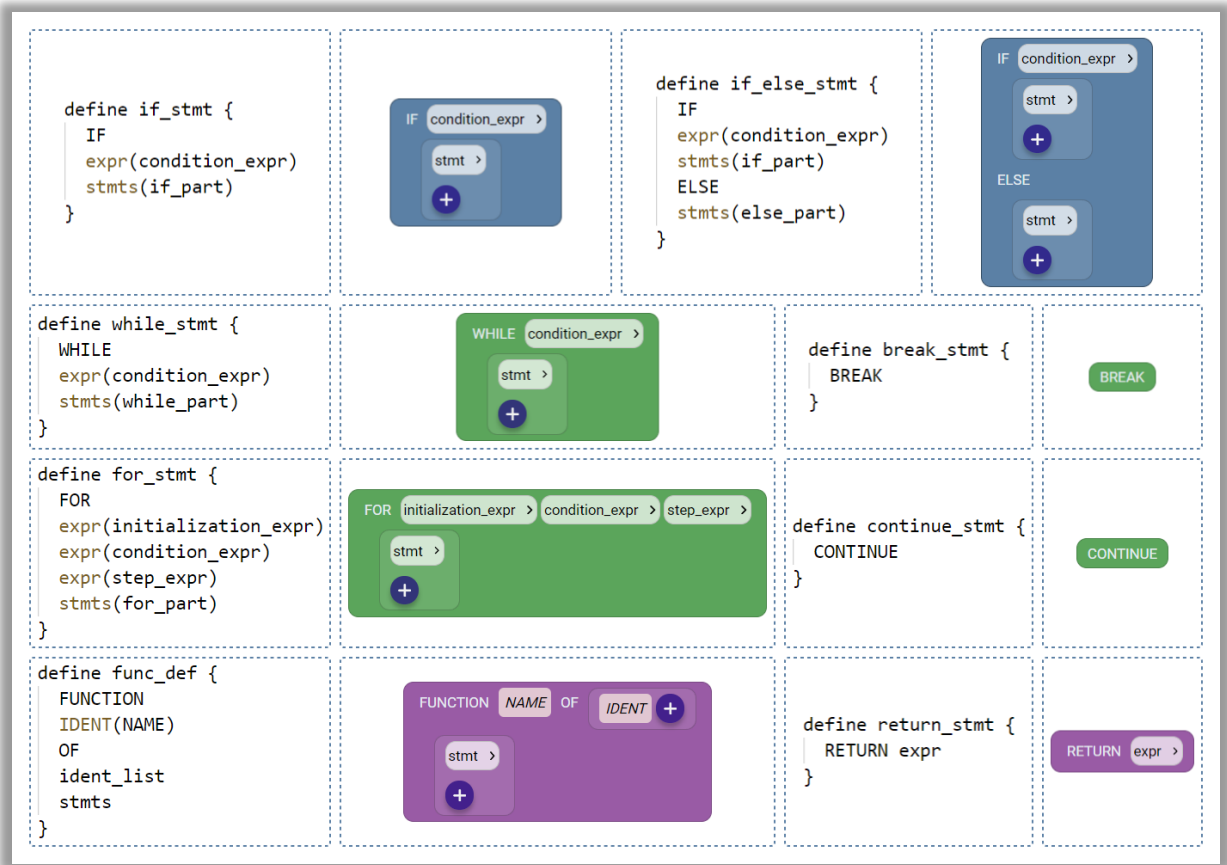 define if_stmt {
IF
expr(condition_expr)
stmts(if_part)
}
IF condition_expr >
stmt >
+
define if_else_stmt {
IF
expr(condition_expr)
stmts(if_part)
ELSE
stmts(else_part)
}
IF condition_expr >
stmt >
+
ELSE
stmt >
+
define while_stmt {
WHILE
expr(condition_expr)
stmts(while_part)
}
WHILE condition_expr >
stmt >
+
define break_stmt {
BREAK
}
BREAK
define for_stmt {
FOR
expr(initialization_expr)
expr(condition_expr)
expr(step_expr)
stmts(for_part)
}
FOR initialization_expr > condition_expr > step_expr >
stmt >
+
define continue_stmt {
CONTINUE
}
CONTINUE
define func_def {
FUNCTION
IDENT(NAME)
OF
ident_list
stmts
}
FUNCTION NAME OF IDENT +
stmt >
+
define return_stmt {
RETURN expr
}
RETURN expr >